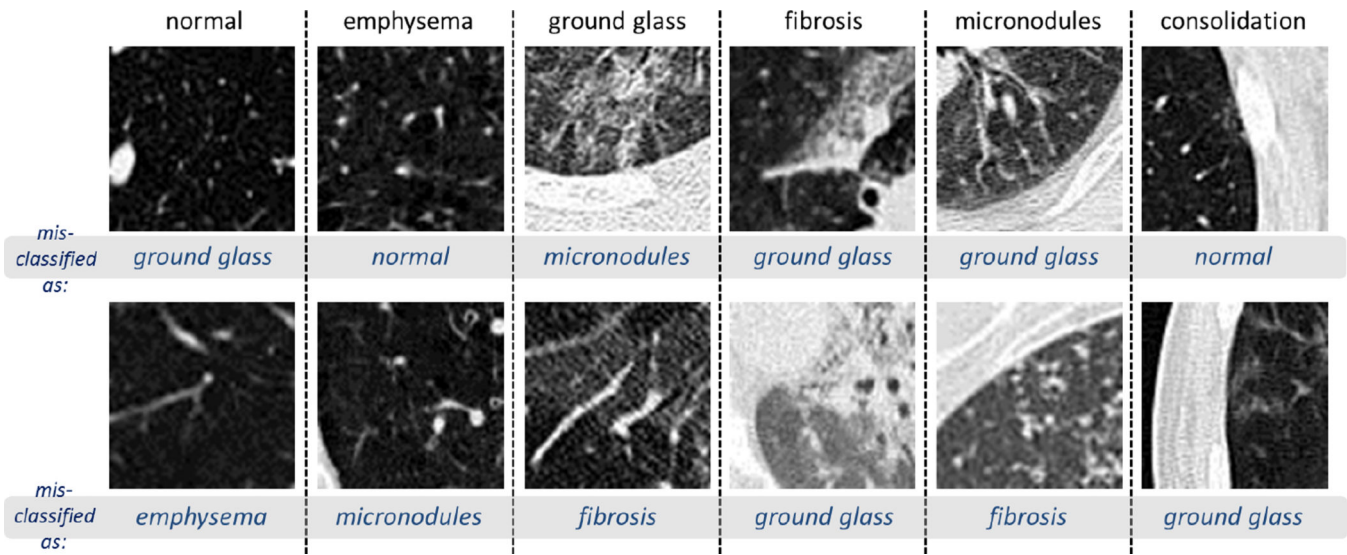 normal emphysema ground glass fibrosis micronodules consolidation
mis-
classified
as:
ground glass normal micronodules ground glass ground glass normal
mis-
classified
as:
emphysema micronodules fibrosis ground glass fibrosis ground glass